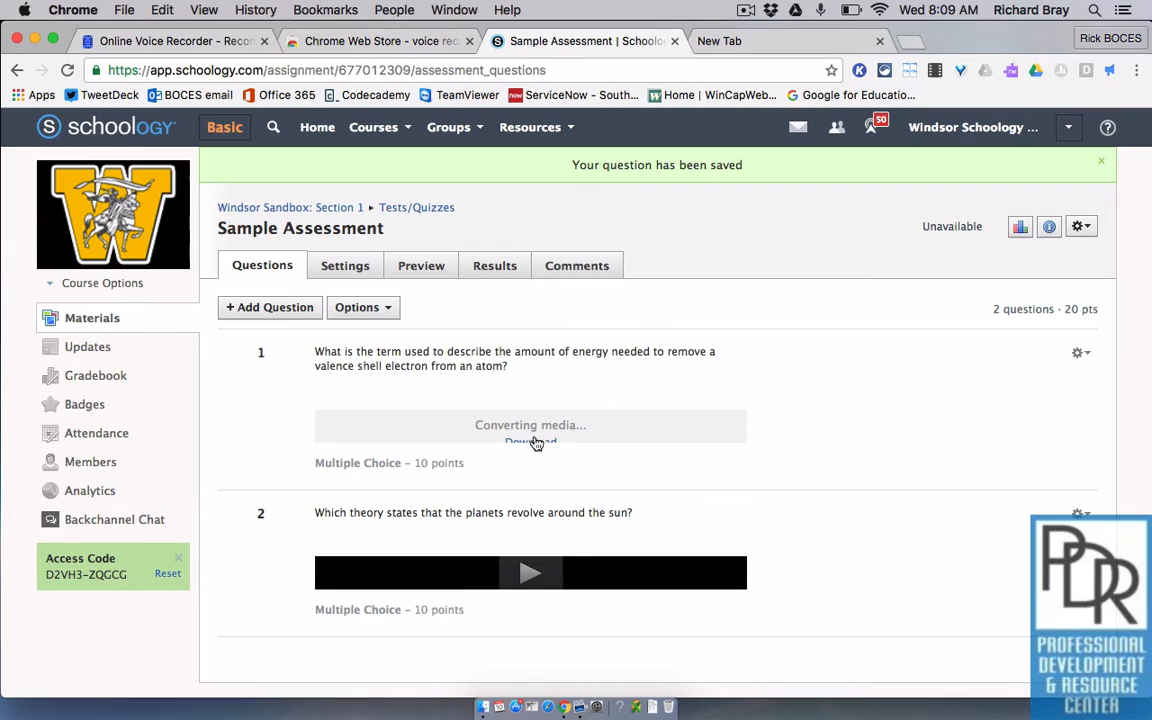 Chrome File Edit View History Bookmarks People Window Help Wed 8:09 AM Richard Bray
Online Voice Recorder - Recor × Chrome Web Store - voice rec × Sample Assessment | Schoolo × New Tab × Rick BOCES
https://app.schoology.com/assignment/677012309/assessment_questions
Apps TweetDeck BOCES email Office 365 Codecademy TeamViewer ServiceNow - South... Home | WinCapWeb... Google for Educatio...
S schoology Basic Home Courses Groups Resources 50 Windsor Schoology ...
Your question has been saved ×
Windsor Sandbox: Section 1 ▸ Tests/Quizzes
Sample Assessment
Unavailable
Questions Settings Preview Results Comments
+ Add Question Options 2 questions · 20 pts
W
Course Options
Materials
Updates
Gradebook
Badges
Attendance
Members
Analytics
Backchannel Chat
Access Code ×
D2VH3-ZQGCG Reset
1 What is the term used to describe the amount of energy needed to remove a
valence shell electron from an atom?
Converting media...
Download
Multiple Choice – 10 points
2 Which theory states that the planets revolve around the sun?
Multiple Choice – 10 points
PDR
PROFESSIONAL
DEVELOPMENT
& RESOURCE
CENTER